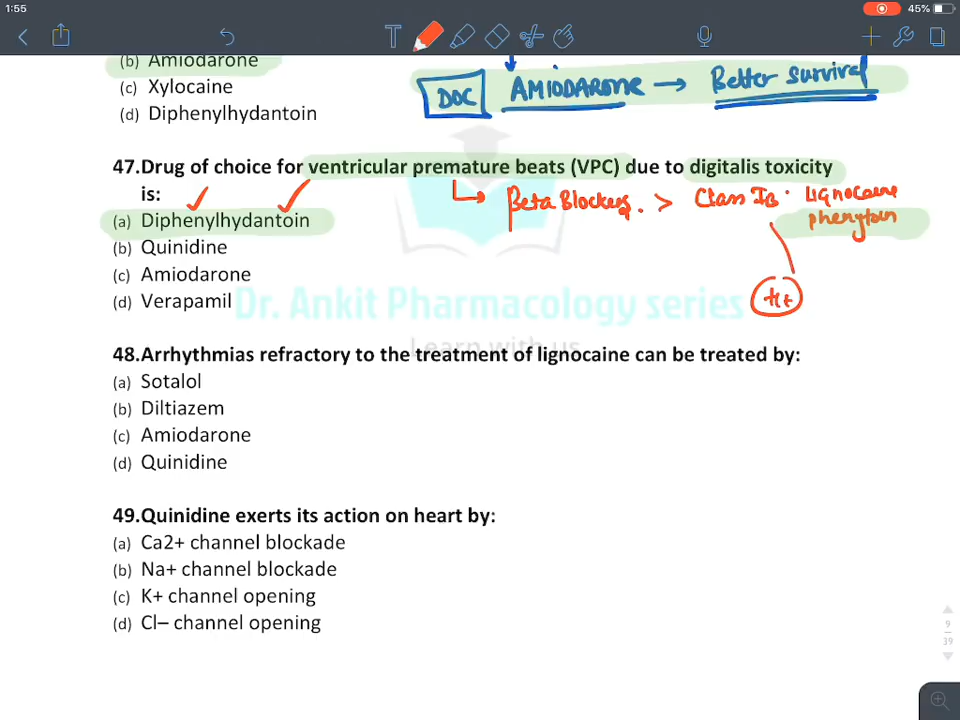 1:55
45%
(b) Amiodarone
DOC AMIODARONE → Better Survival
(c) Xylocaine
(d) Diphenylhydantoin
47.Drug of choice for ventricular premature beats (VPC) due to digitalis toxicity
is:
Beta Blockers. > Class IB. lignocaine
phenytoin
(a) Diphenylhydantoin
(b) Quinidine
(c) Amiodarone
(d) Verapamil
Dr. Ankit Pharmacology series
Learn with us
48.Arrhythmias refractory to the treatment of lignocaine can be treated by:
(a) Sotalol
(b) Diltiazem
(c) Amiodarone
(d) Quinidine
49.Quinidine exerts its action on heart by:
(a) Ca2+ channel blockade
(b) Na+ channel blockade
(c) K+ channel opening
(d) Cl– channel opening
9
39